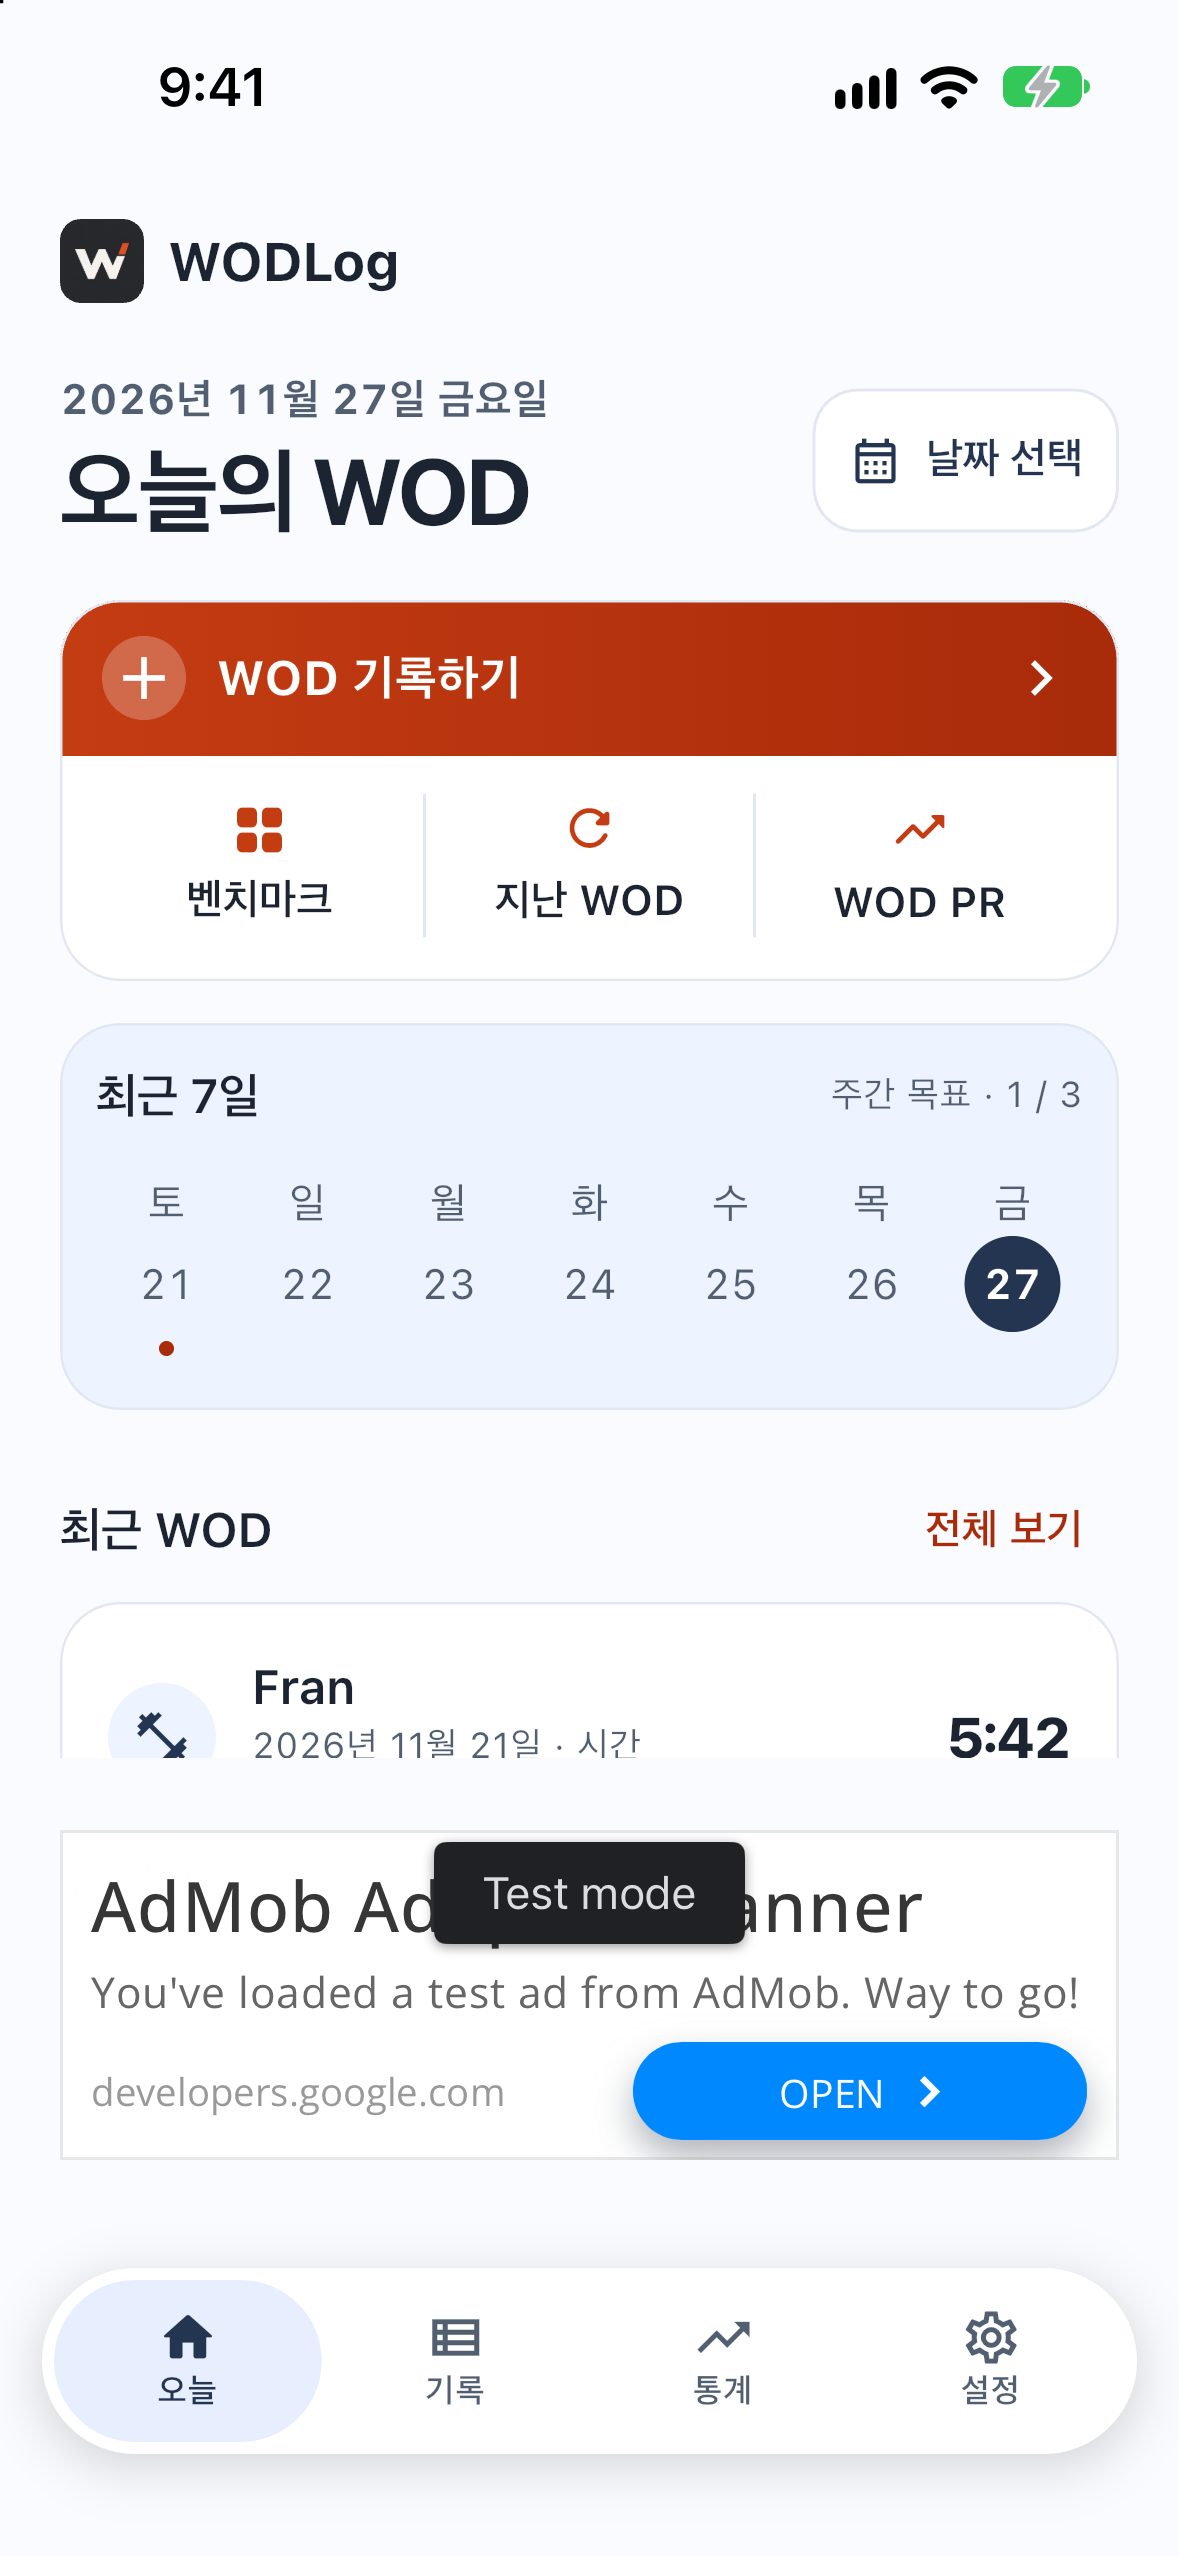 9:41
WODLog
2026년 11월 27일 금요일
오늘의 WOD
날짜 선택
WOD 기록하기
벤치마크
지난 WOD
WOD PR
최근 7일
주간 목표 · 1 / 3
토 일 월 화 수 목 금
21 22 23 24 25 26 27
최근 WOD
전체 보기
Fran
2026년 11월 21일 · 시간
5:42
Test mode
AdMob
You've loaded a test ad from AdMob. Way to go!
developers.google.com
OPEN
오늘
기록
통계
설정